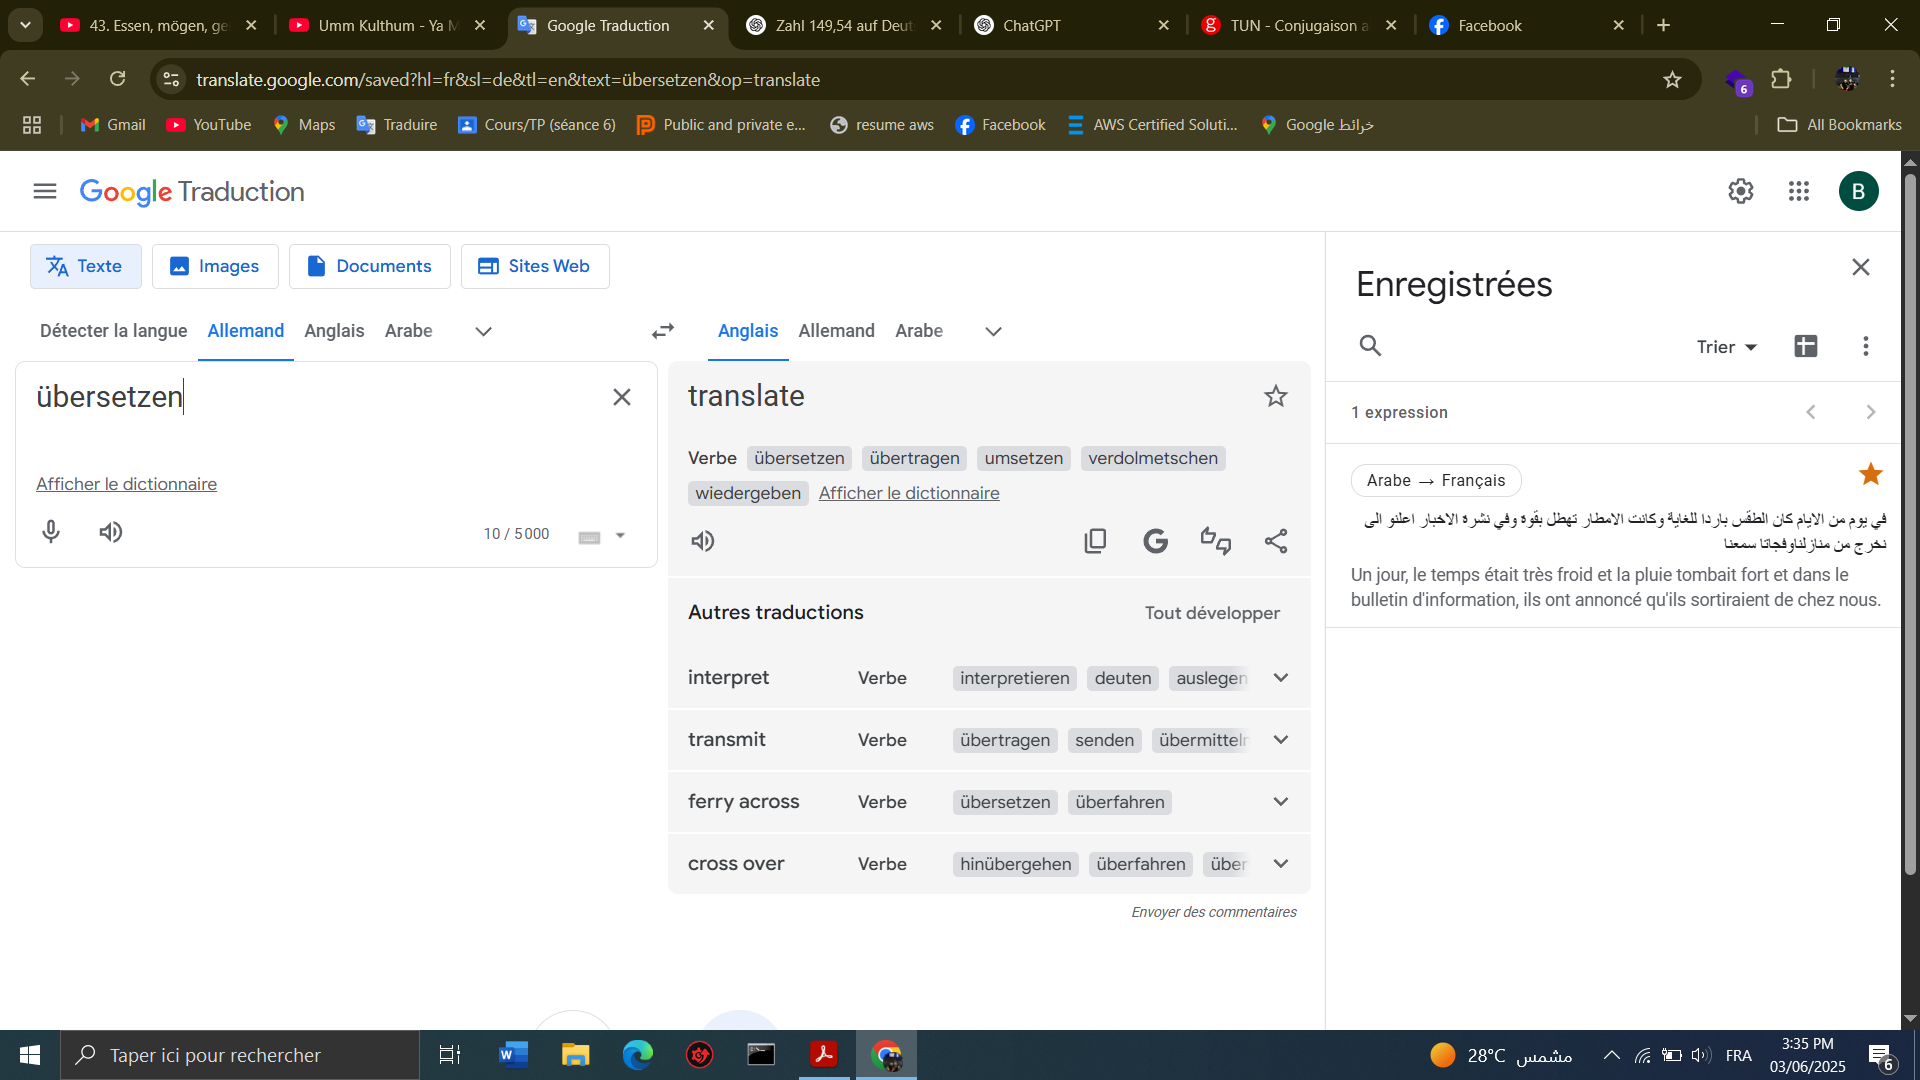 43. Essen, mögen, ge
Umm Kulthum - Ya M
Google Traduction
Zahl 149,54 auf Deut
ChatGPT
TUN - Conjugaison a
Facebook
translate.google.com/saved?hl=fr&sl=de&tl=en&text=übersetzen&op=translate
6
Gmail
YouTube
Maps
Traduire
Cours/TP (séance 6)
Public and private e...
resume aws
Facebook
AWS Certified Soluti...
خرائط Google
All Bookmarks
Google Traduction
B
Texte
Images
Documents
Sites Web
Détecter la langue
Allemand
Anglais
Arabe
Anglais
Allemand
Arabe
übersetzen
Afficher le dictionnaire
10 / 5 000
translate
Verbe übersetzen übertragen umsetzen verdolmetschen
wiedergeben Afficher le dictionnaire
Autres traductions
Tout développer
interpret Verbe interpretieren deuten auslegen
transmit Verbe übertragen senden übermitteln
ferry across Verbe übersetzen überfahren
cross over Verbe hinübergehen überfahren über
Envoyer des commentaires
Enregistrées
Trier
1 expression
Arabe → Français
في يوم من الايام كان الطقس باردا للغاية وكانت الامطار تهطل بقوة وفي نشرة الاخبار اعلنو الى
نخرج من منازلناوفجاتا سمعنا
Un jour, le temps était très froid et la pluie tombait fort et dans le
bulletin d'information, ils ont annoncé qu'ils sortiraient de chez nous.
Taper ici pour rechercher
28°C مشمس
FRA
3:35 PM
03/06/2025
6